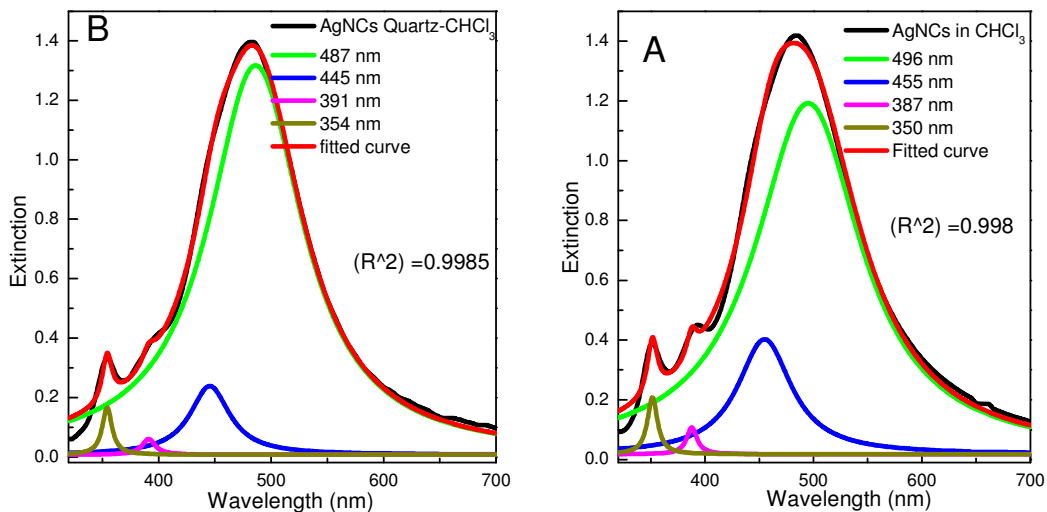 B
AgNCs Quartz-CHCl₃
487 nm
445 nm
391 nm
354 nm
fitted curve
(R^2) =0.9985
Extinction
1.4
1.2
1.0
0.8
0.6
0.4
0.2
0.0
400
500
600
700
Wavelength (nm)
A
AgNCs in CHCl₃
496 nm
455 nm
387 nm
350 nm
Fitted curve
(R^2) =0.998
Extinction
1.4
1.2
1.0
0.8
0.6
0.4
0.2
0.0
400
500
600
700
Wavelength (nm)